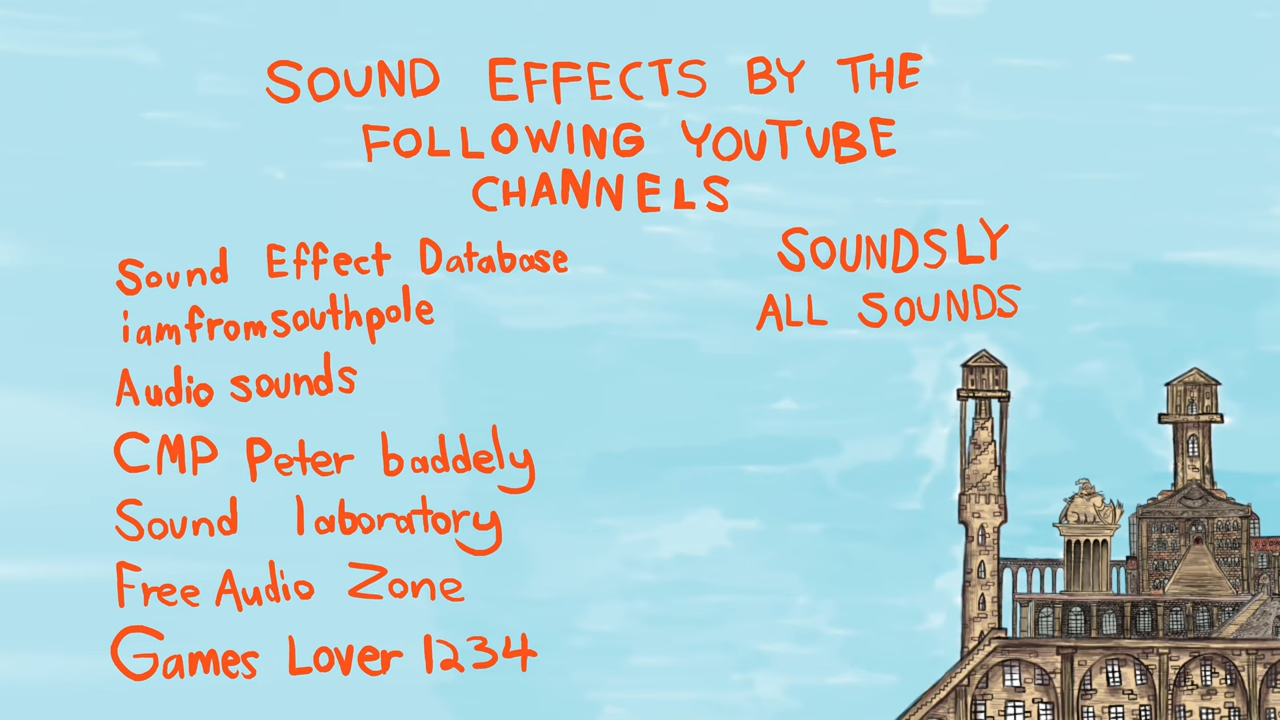 SOUND EFFECTS BY THE
FOLLOWING YOUTUBE
CHANNELS
Sound Effect Database
iamfromsouthpole
Audio sounds
CMP Peter baddely
Sound laboratory
Free Audio Zone
Games Lover 1234
SOUNDSLY
ALL SOUNDS